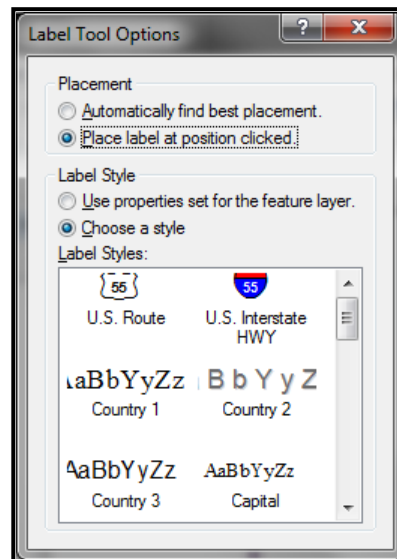 Label Tool Options
Placement
Automatically find best placement.
Place label at position clicked.
Label Style
Use properties set for the feature layer.
Choose a style
Label Styles:
55 55
U.S. Route U.S. Interstate
HWY
AaBbYyZz BbYyZ
Country 1 Country 2
AaBbYyZz AaBbYyZz
Country 3 Capital